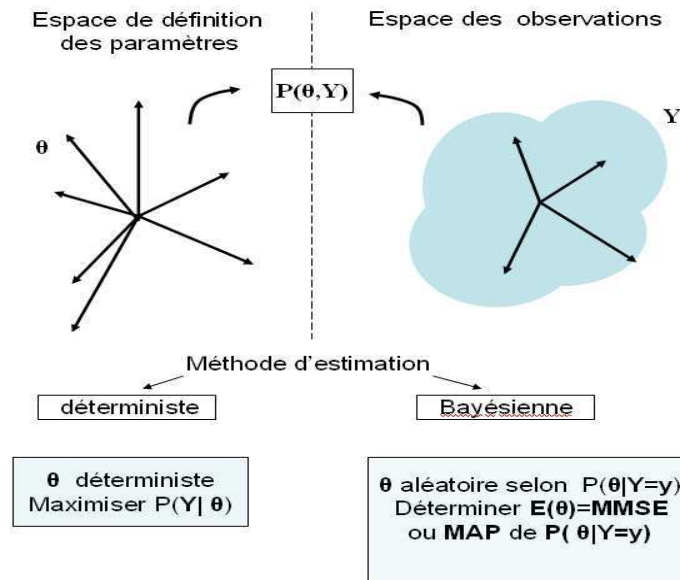 Espace de définition
des paramètres
Espace des observations
P(θ,Y)
θ
Y
Méthode d'estimation
déterministe
Bayésienne
θ déterministe
Maximiser P(Y| θ)
θ aléatoire selon P(θ|Y=y)
Déterminer E(θ)=MMSE
ou MAP de P( θ|Y=y)